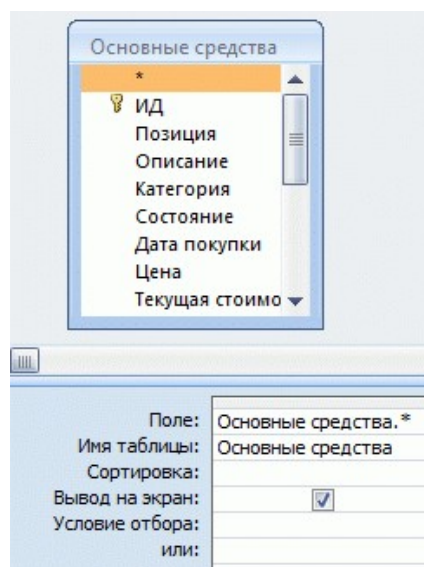 Основные средства
*
ИД
Позиция
Описание
Категория
Состояние
Дата покупки
Цена
Текущая стоимо
Поле: Основные средства.*
Имя таблицы: Основные средства
Сортировка:
Вывод на экран:
Условие отбора:
или: